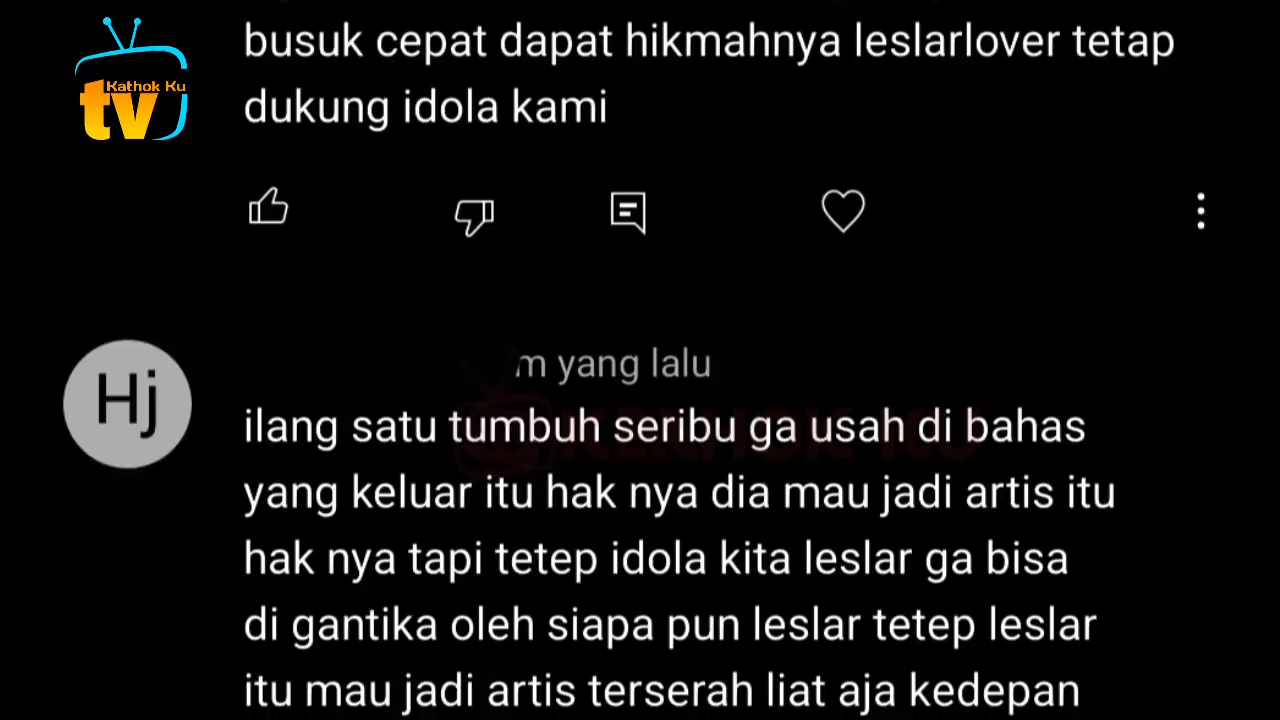 Kathok Ku
tv
busuk cepat dapat hikmahnya leslarlover tetap
dukung idola kami
Hj
m yang lalu
ilang satu tumbuh seribu ga usah di bahas
yang keluar itu hak nya dia mau jadi artis itu
hak nya tapi tetep idola kita leslar ga bisa
di gantika oleh siapa pun leslar tetep leslar
itu mau jadi artis terserah liat aja kedepan